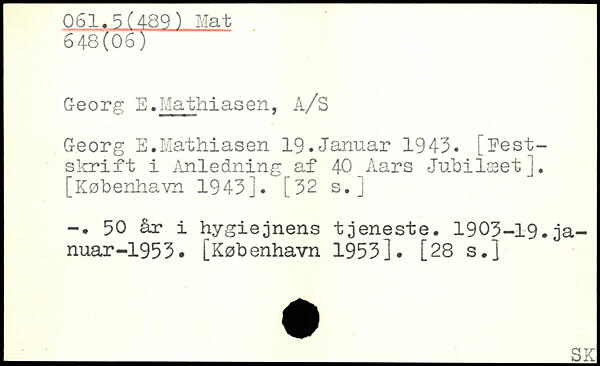 061.5(489) Mat
648(06)
Georg E.Mathiasen, A/S
Georg E.Mathiasen 19.Januar 1943. [Fest-
skrift i Anledning af 40 Aars Jubilæet].
[København 1943]. [32 s.]
-. 50 år i hygiejnens tjeneste. 1903-19.ja-
nuar-1953. [København 1953]. [28 s.]
SK